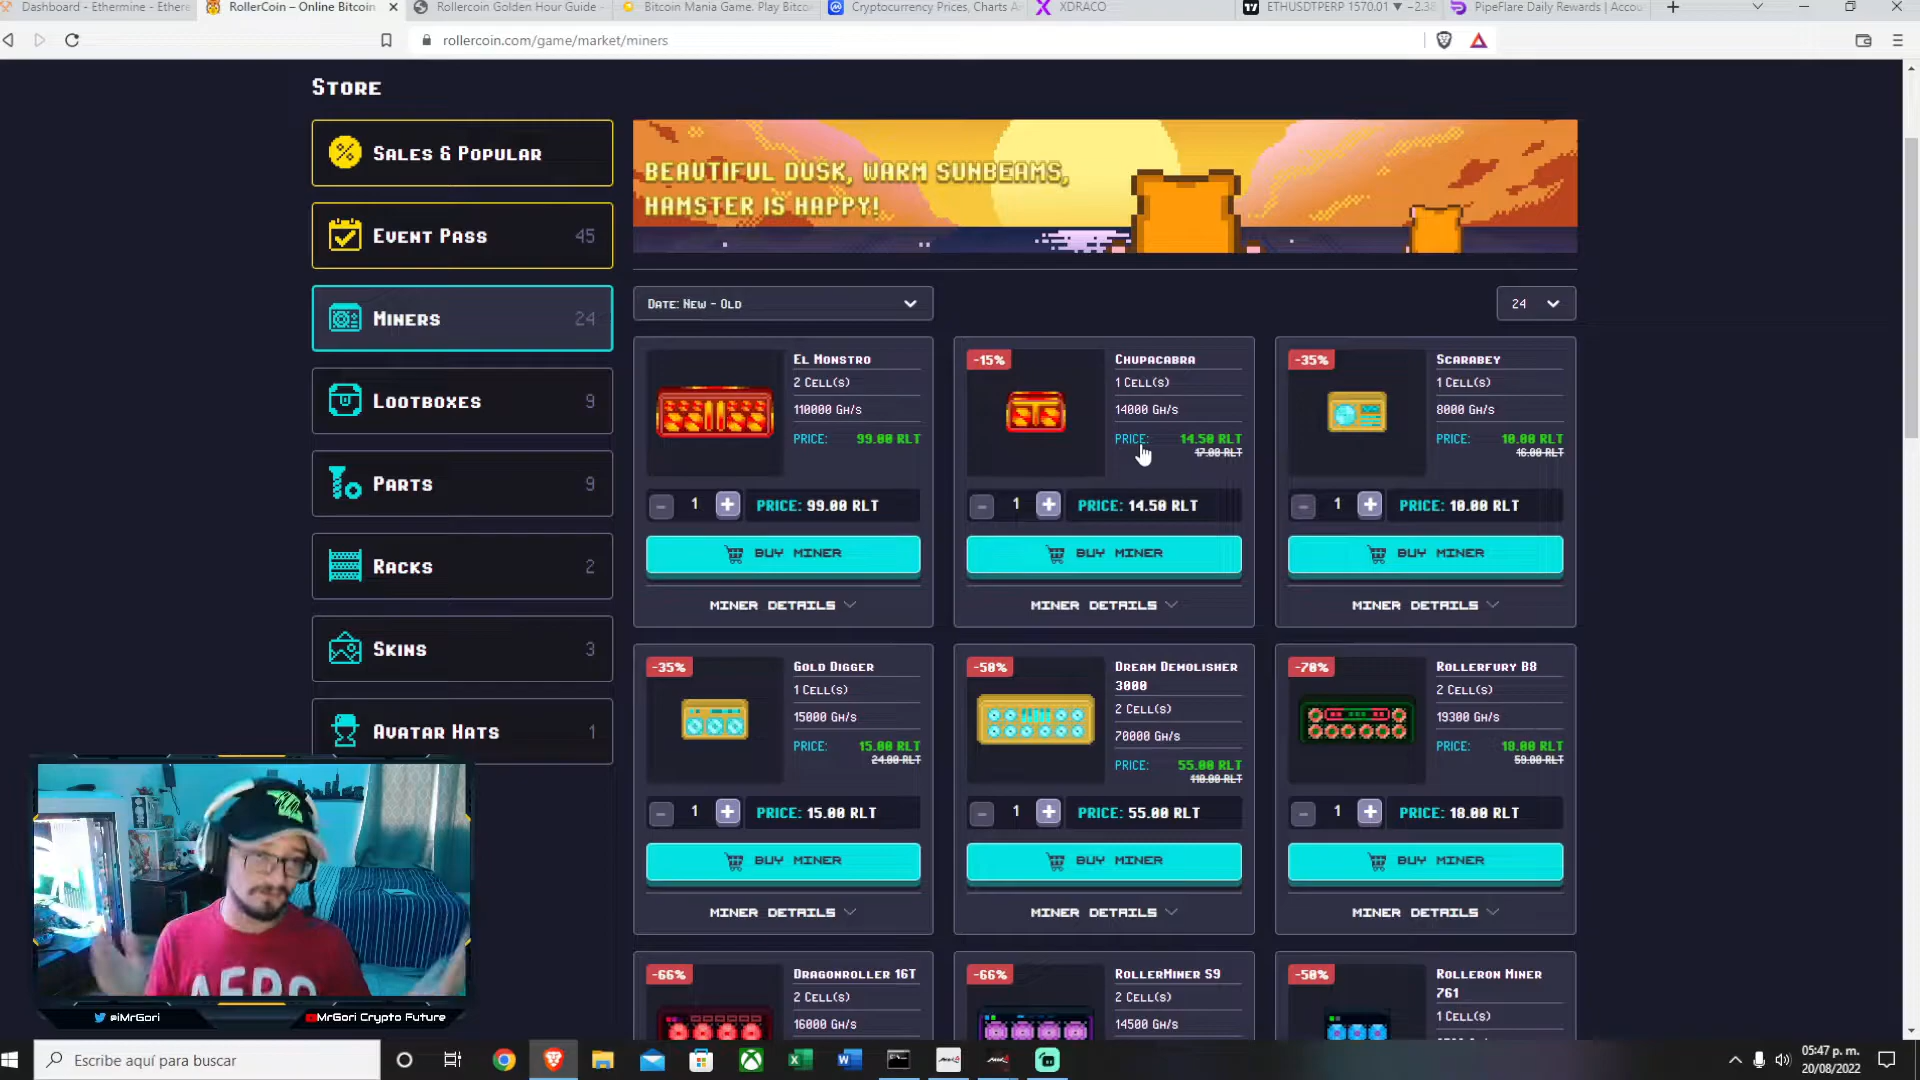 Dashboard - Ethermine - Ethere
RollerCoin – Online Bitcoin
Rollercoin Golden Hour Guide -
Bitcoin Mania Game. Play Bitco
Cryptocurrency Prices, Charts A
XDRACO
ETHUSDTPERP 1570.01 ▼ −2.38
PipeFlare Daily Rewards | Accou
rollercoin.com/game/market/miners
Store
Sales & Popular
Event Pass 45
Miners 24
Lootboxes 9
Parts 9
Racks 2
Skins 3
Avatar Hats 1
BEAUTIFUL DUSK, WARM SUNBEAMS,
HAMSTER IS HAPPY!
Date: New - Old
24
El Monstro
2 Cell(s)
110000 Gh/s
PRICE: 99.00 RLT
1
PRICE: 99.00 RLT
BUY MINER
MINER DETAILS
-15%
Chupacabra
1 Cell(s)
14000 Gh/s
PRICE: 14.50 RLT
17.00 RLT
1
PRICE: 14.50 RLT
BUY MINER
MINER DETAILS
-35%
Scarabey
1 Cell(s)
8000 Gh/s
PRICE: 10.00 RLT
16.00 RLT
1
PRICE: 10.00 RLT
BUY MINER
MINER DETAILS
-35%
Gold Digger
1 Cell(s)
15000 Gh/s
PRICE: 15.00 RLT
24.00 RLT
1
PRICE: 15.00 RLT
BUY MINER
MINER DETAILS
-50%
Dream Demolisher
3000
2 Cell(s)
70000 Gh/s
PRICE: 55.00 RLT
110.00 RLT
1
PRICE: 55.00 RLT
BUY MINER
MINER DETAILS
-70%
Rollerfury B8
2 Cell(s)
19300 Gh/s
PRICE: 18.00 RLT
59.00 RLT
1
PRICE: 18.00 RLT
BUY MINER
MINER DETAILS
-66%
Dragonroller 16T
2 Cell(s)
16000 Gh/s
-66%
RollerMiner S9
2 Cell(s)
14500 Gh/s
-50%
Rolleron Miner
761
1 Cell(s)
AERO
@iMrGori
MrGori Crypto Future
Escribe aquí para buscar
05:47 p. m.
20/08/2022